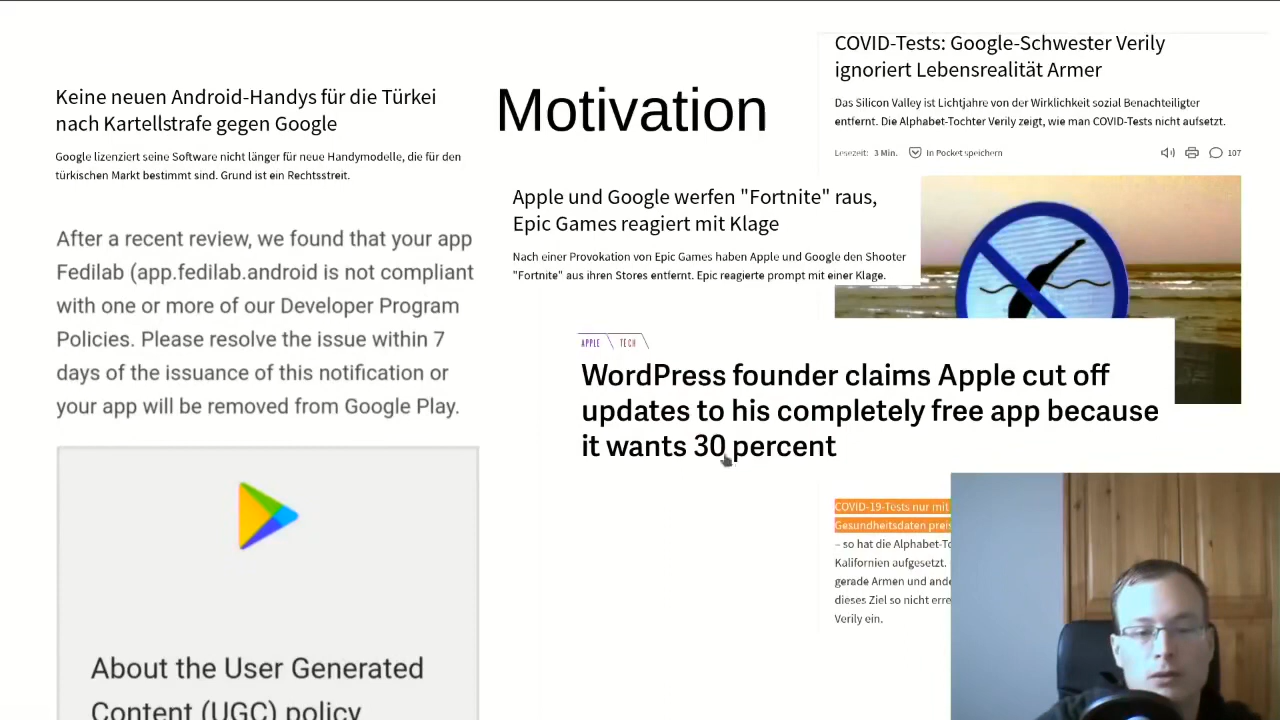 Keine neuen Android-Handys für die Türkei
nach Kartellstrafe gegen Google
Google lizenziert seine Software nicht länger für neue Handymodelle, die für den
türkischen Markt bestimmt sind. Grund ist ein Rechtsstreit.
After a recent review, we found that your app
Fedilab (app.fedilab.android is not compliant
with one or more of our Developer Program
Policies. Please resolve the issue within 7
days of the issuance of this notification or
your app will be removed from Google Play.
About the User Generated
Content (UGC) policy
Motivation
Apple und Google werfen "Fortnite" raus,
Epic Games reagiert mit Klage
Nach einer Provokation von Epic Games haben Apple und Google den Shooter
"Fortnite" aus ihren Stores entfernt. Epic reagierte prompt mit einer Klage.
APPLE TECH
WordPress founder claims Apple cut off
updates to his completely free app because
it wants 30 percent
COVID-Tests: Google-Schwester Verily
ignoriert Lebensrealität Armer
Das Silicon Valley ist Lichtjahre von der Wirklichkeit sozial Benachteiligter
entfernt. Die Alphabet-Tochter Verily zeigt, wie man COVID-Tests nicht aufsetzt.
Lesezeit: 3 Min. In Pocket speichern 107
COVID-19-Tests nur mit
Gesundheitsdaten
– so hat die
Kalifornien aufgesetzt.
gerade Armen und
dieses Ziel so nicht
Verily ein.